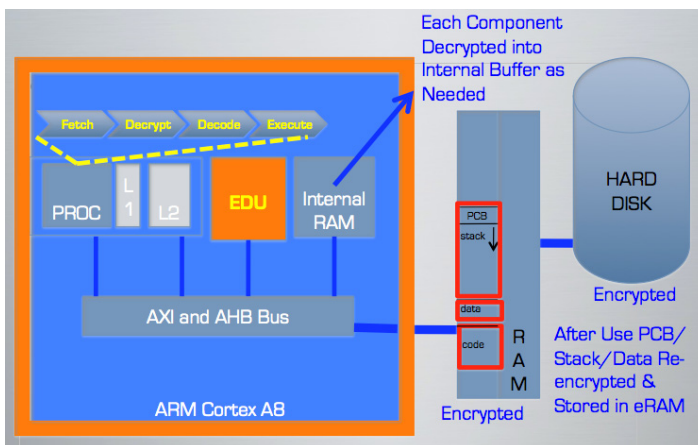 Each Component
Decrypted into
Internal Buffer as
Needed
Fetch
Decrypt
Decode
Execute
PROC
L
1
L2
EDU
Internal
RAM
AXI and AHB Bus
ARM Cortex A8
PCB
stack
data
code
R
A
M
Encrypted
HARD
DISK
Encrypted
After Use PCB/
Stack/Data Re-
encrypted &
Stored in eRAM